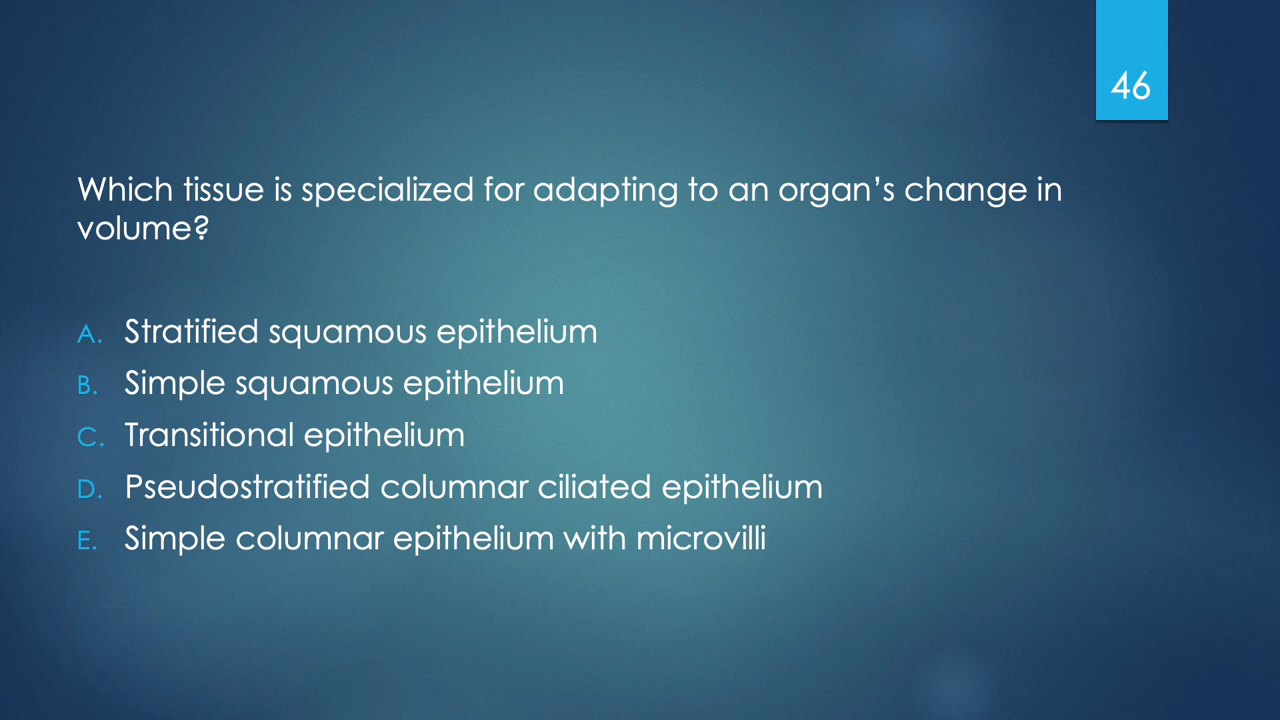 46
Which tissue is specialized for adapting to an organ’s change in
volume?
A. Stratified squamous epithelium
B. Simple squamous epithelium
C. Transitional epithelium
D. Pseudostratified columnar ciliated epithelium
E. Simple columnar epithelium with microvilli